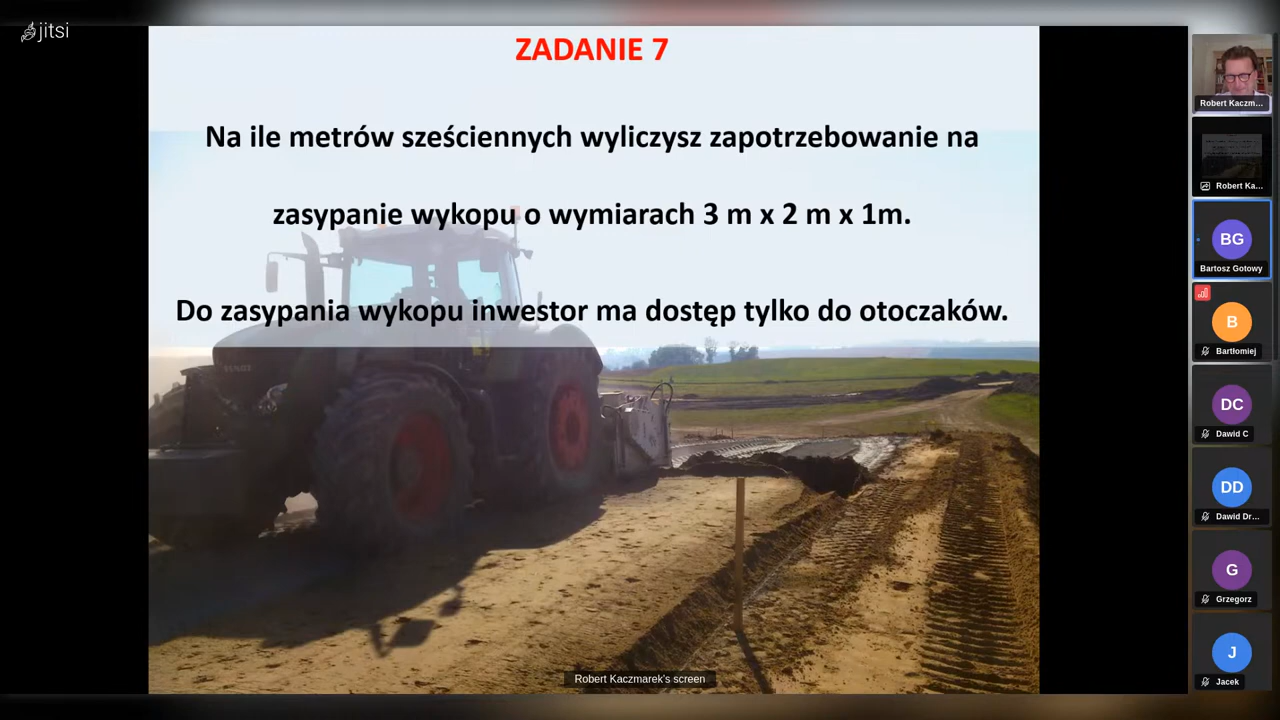 jitsi
ZADANIE 7
Na ile metrów sześciennych wyliczysz zapotrzebowanie na
zasypanie wykopu o wymiarach 3 m x 2 m x 1m.
Do zasypania wykopu inwestor ma dostęp tylko do otoczaków.
Robert Kaczmarek's screen
Robert Kaczm...
Robert Ka...
BG
Bartosz Gotowy
B
Bartłomiej
DC
Dawid C
DD
Dawid Dr...
G
Grzegorz
J
Jacek